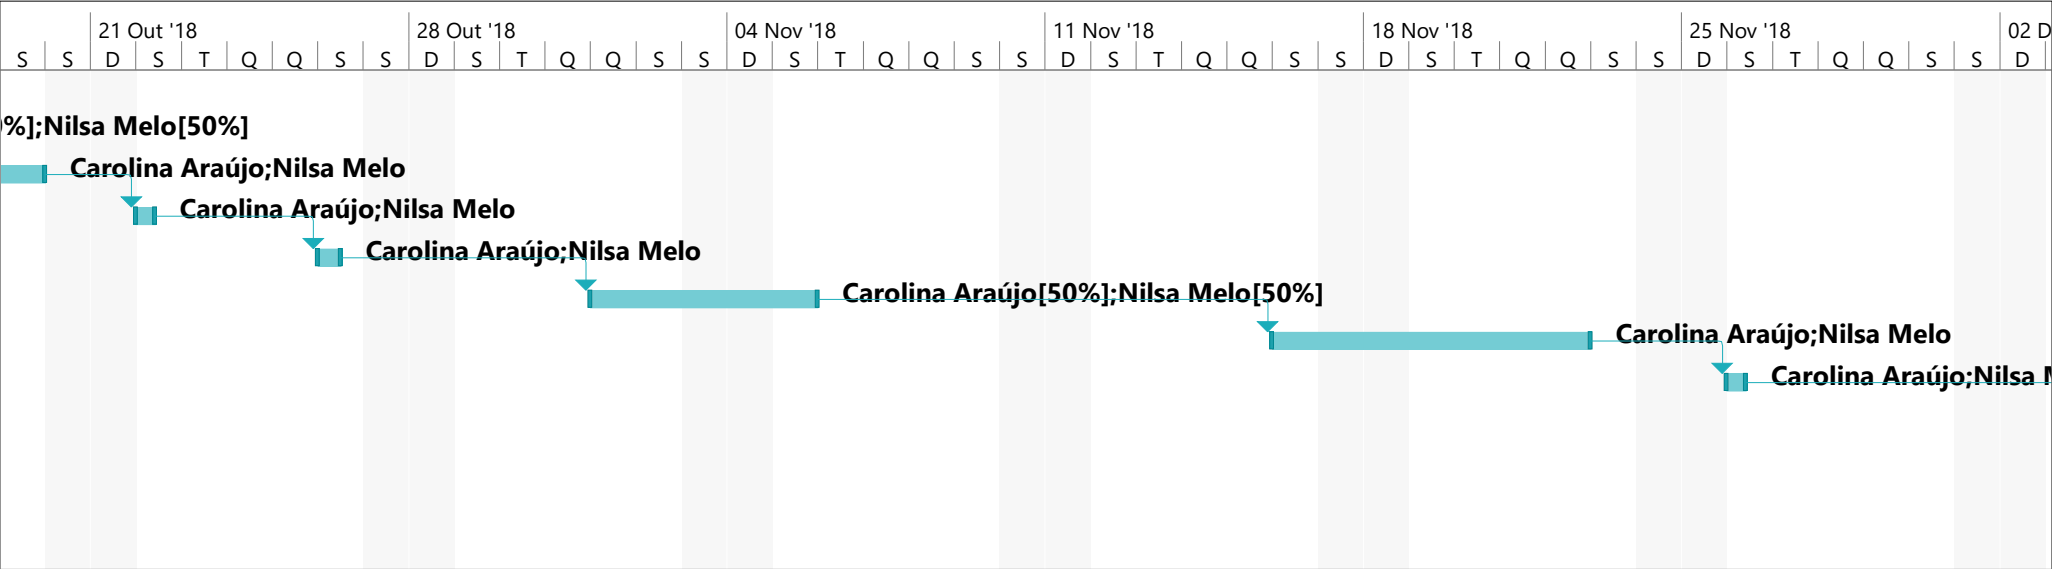 21 Out '18 28 Out '18 04 Nov '18 11 Nov '18 18 Nov '18 25 Nov '18 02 D
S S D S T Q Q S S D S T Q Q S S D S T Q Q S S D S T Q Q S S D S T Q Q S S D S T Q Q S S D
%];Nilsa Melo[50%]
Carolina Araújo;Nilsa Melo
Carolina Araújo;Nilsa Melo
Carolina Araújo;Nilsa Melo
Carolina Araújo[50%];Nilsa Melo[50%]
Carolina Araújo;Nilsa Melo
Carolina Araújo;Nilsa